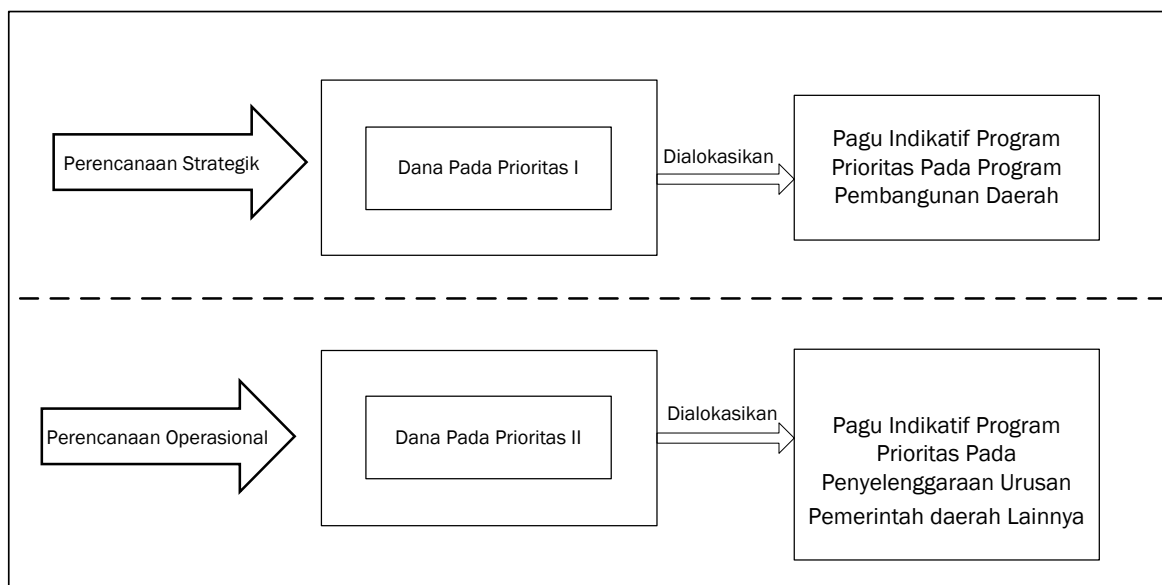 Perencanaan Strategik
Dana Pada Prioritas I
Dialokasikan
Pagu Indikatif Program
Prioritas Pada Program
Pembangunan Daerah
Perencanaan Operasional
Dana Pada Prioritas II
Dialokasikan
Pagu Indikatif Program
Prioritas Pada
Penyelenggaraan Urusan
Pemerintah daerah Lainnya